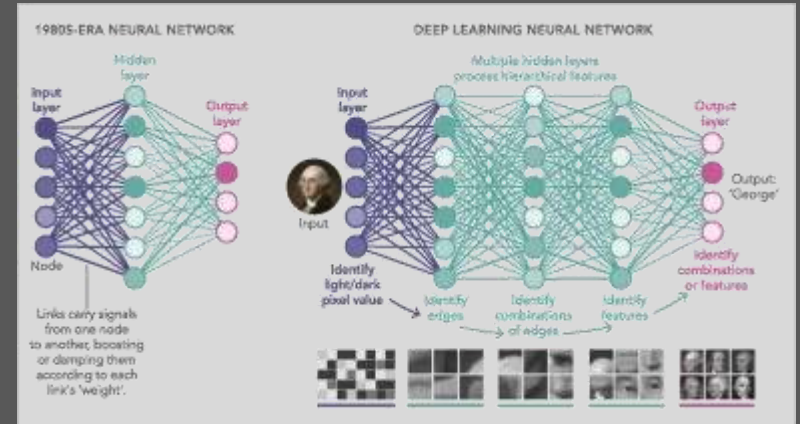 1980S-ERA NEURAL NETWORK
Hidden
layer
Input
layer
Output
layer
Node
Links carry signals
from one node
to another, boosting
or damping them
according to each
link's 'weight'.
DEEP LEARNING NEURAL NETWORK
Multiple hidden layers
process hierarchical features
Input
layer
Output
layer
Input
Output:
'George'
Identify
light/dark
pixel value
Identify
edges
Identify
combinations
of edges
Identify
features
Identify
combinations
or features